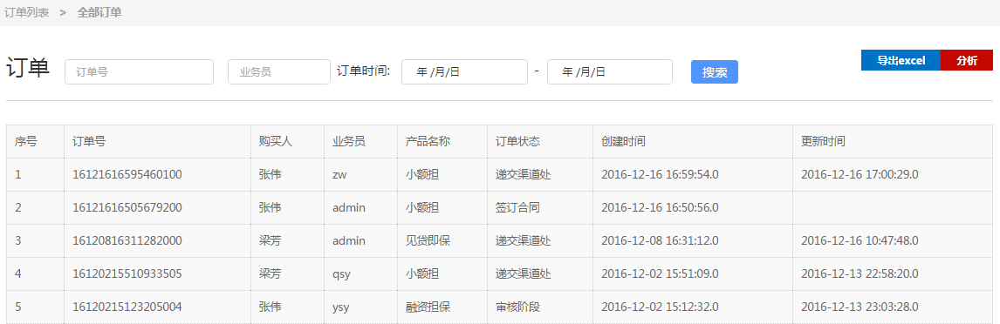 订单列表 > 全部订单
订单 订单号 业务员 订单时间: 年 /月/日 - 年 /月/日 搜索 导出excel 分析
序号 订单号 购买人 业务员 产品名称 订单状态 创建时间 更新时间
1 16121616595460100 张伟 zw 小额担 递交渠道处 2016-12-16 16:59:54.0 2016-12-16 17:00:29.0
2 16121616505679200 张伟 admin 小额担 签订合同 2016-12-16 16:50:56.0
3 16120816311282000 梁芳 admin 见贷即保 递交渠道处 2016-12-08 16:31:12.0 2016-12-16 10:47:48.0
4 16120215510933505 梁芳 qsy 小额担 递交渠道处 2016-12-02 15:51:09.0 2016-12-13 22:58:20.0
5 16120215123205004 张伟 ysy 融资担保 审核阶段 2016-12-02 15:12:32.0 2016-12-13 23:03:28.0